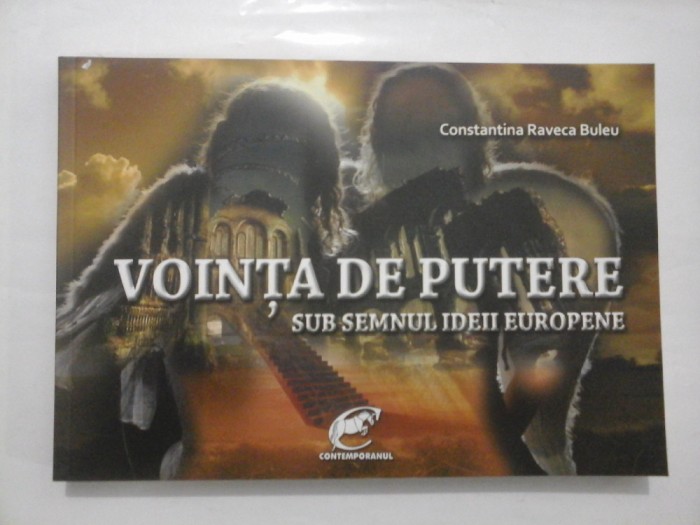 Constantina Raveca Buleu
VOINȚA DE PUTERE
SUB SEMNUL IDEII EUROPENE
CONTEMPORANUL